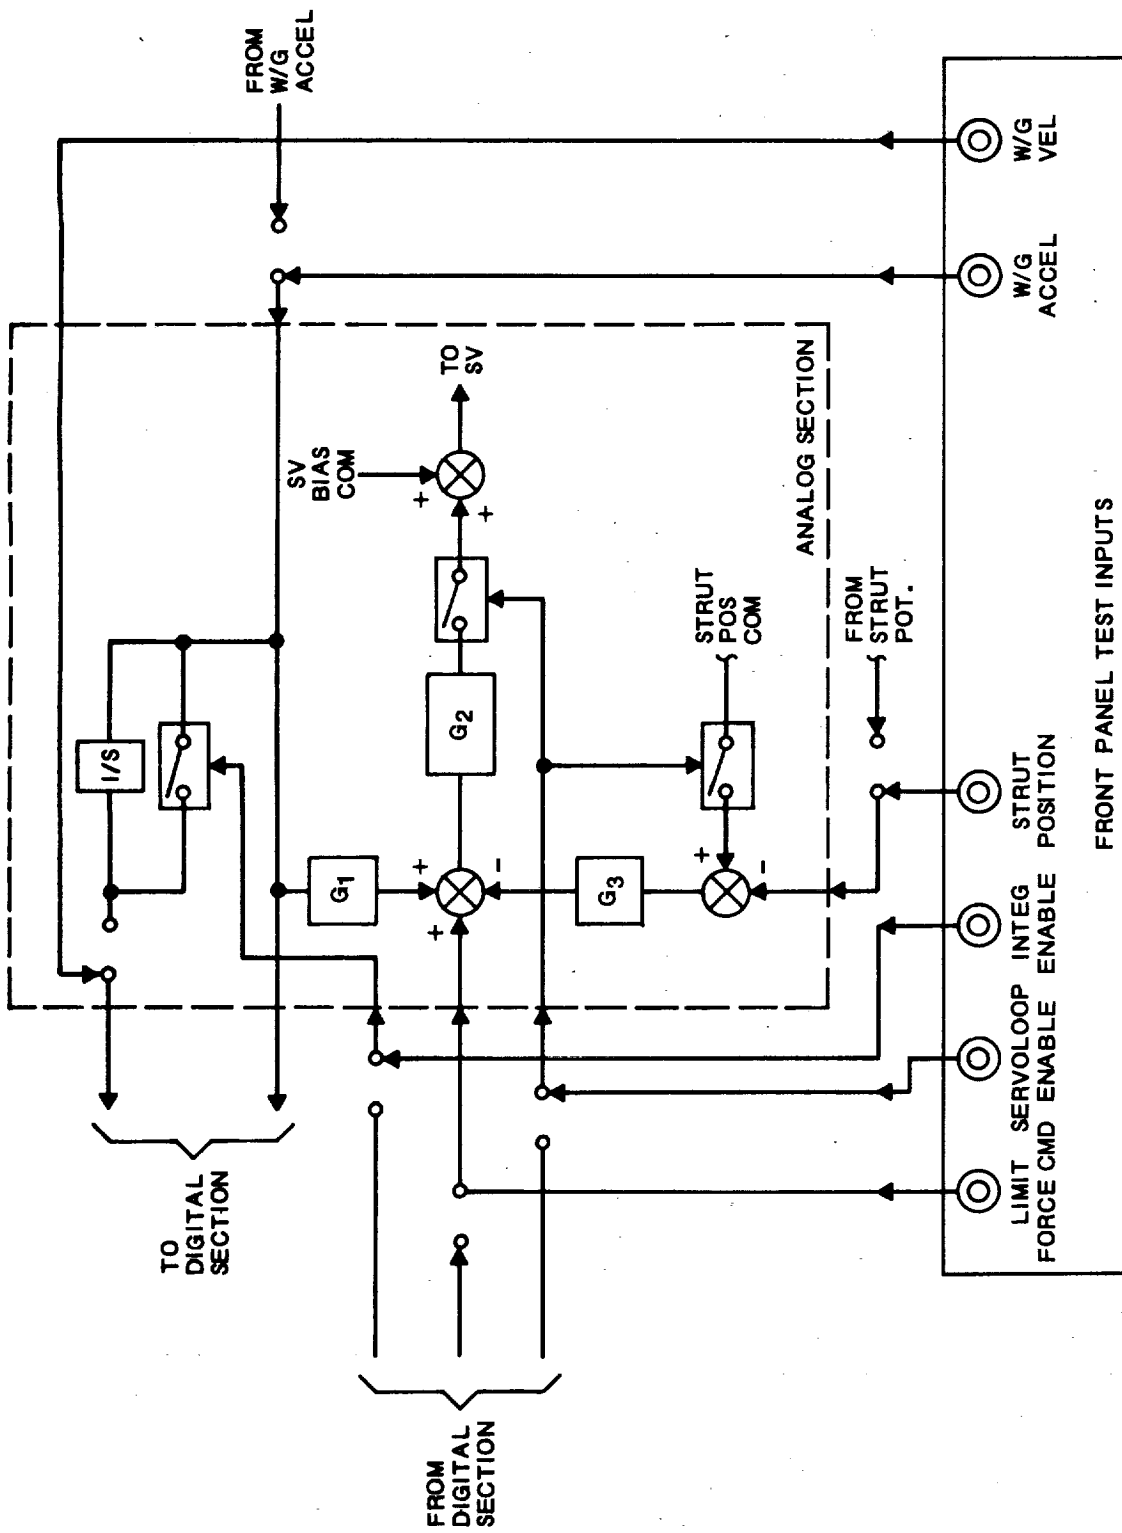 FROM
W/G
ACCEL
TO
DIGITAL
SECTION
1/S
G1
G2
G3
SV
BIAS
COM
TO
SV
+
+
+
+
-
+
-
STRUT
POS
COM
ANALOG SECTION
FROM
STRUT
POT.
FROM
DIGITAL
SECTION
LIMIT
FORCE CMD
SERVOLOOP
ENABLE
INTEG
ENABLE
STRUT
POSITION
W/G
ACCEL
W/G
VEL
FRONT PANEL TEST INPUTS